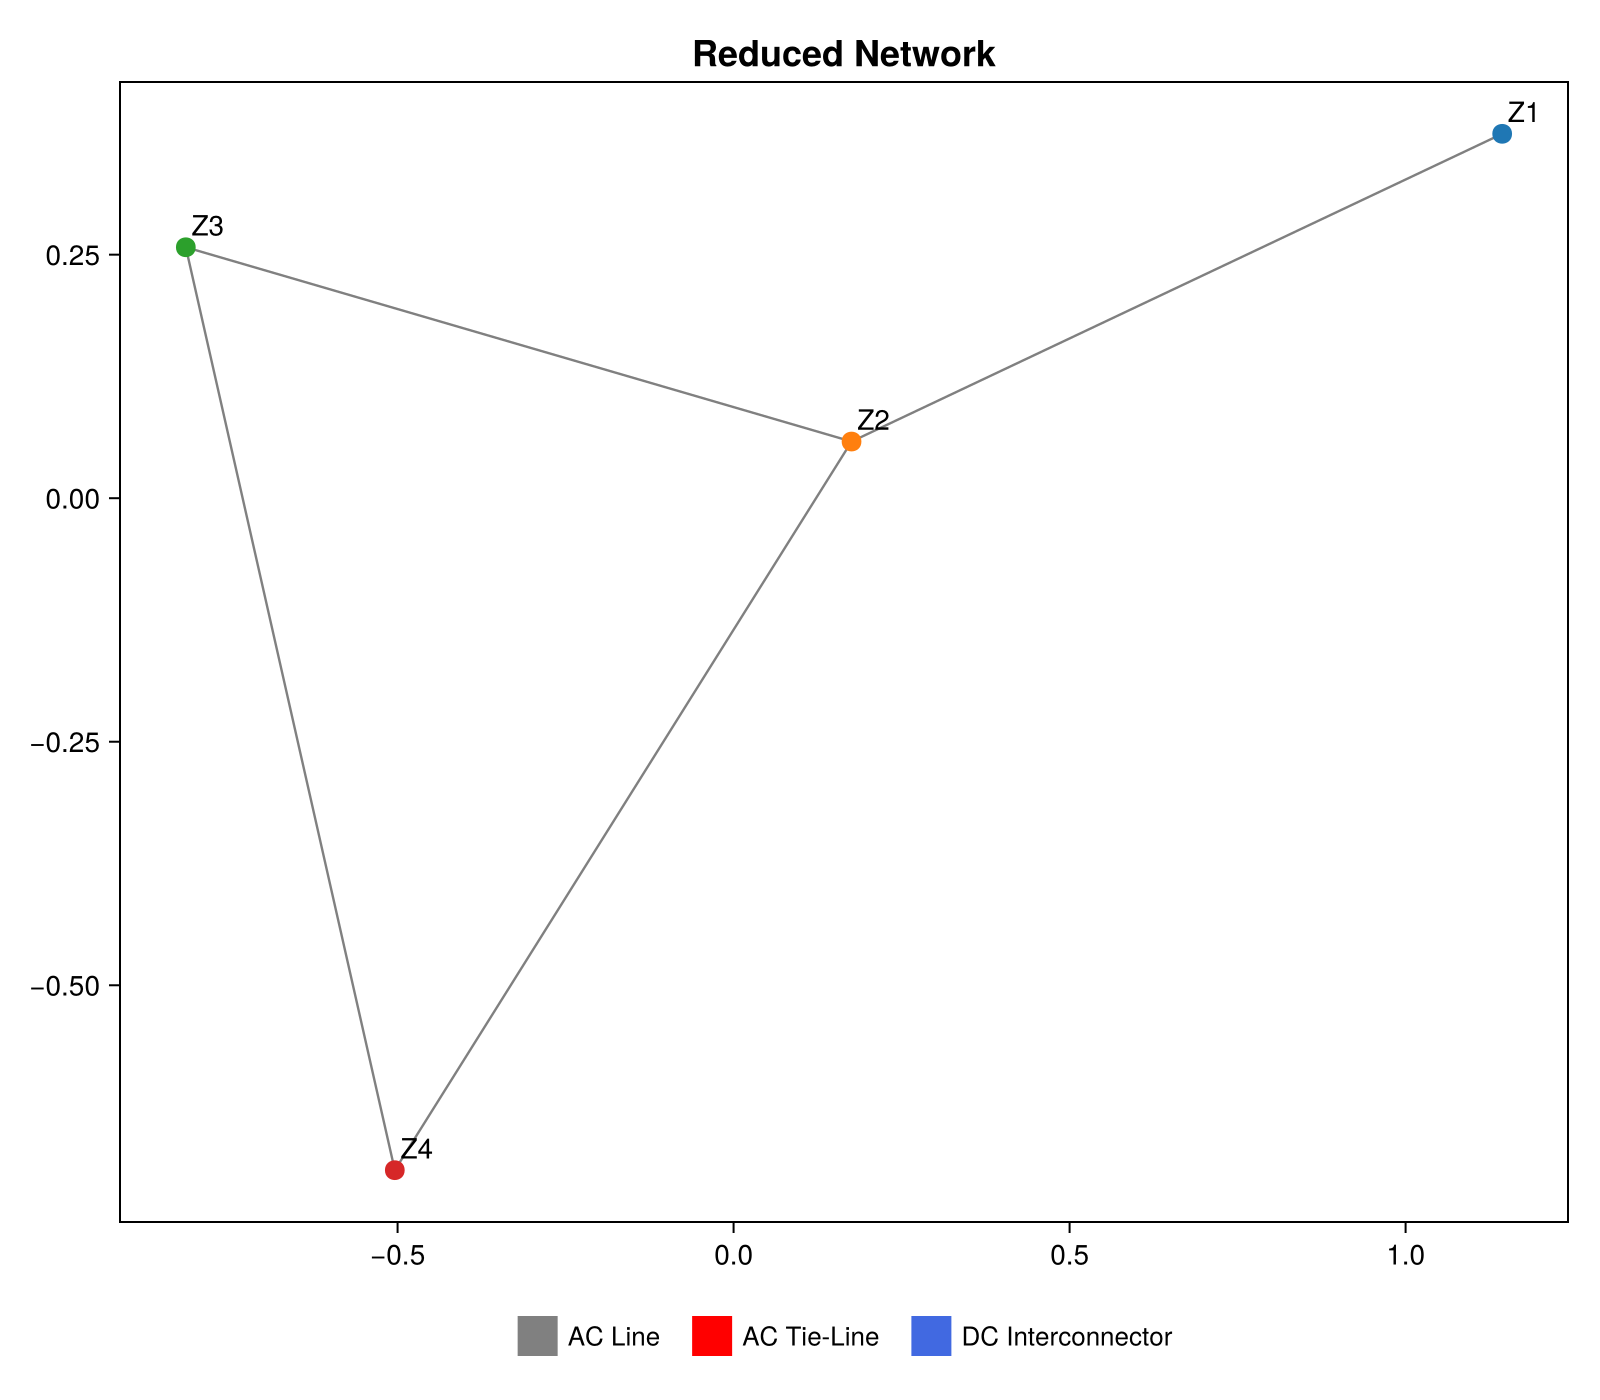 Reduced Network
Z1
Z3
0.25
Z2
0.00
−0.25
−0.50
Z4
−0.5 0.0 0.5 1.0
AC Line AC Tie-Line DC Interconnector